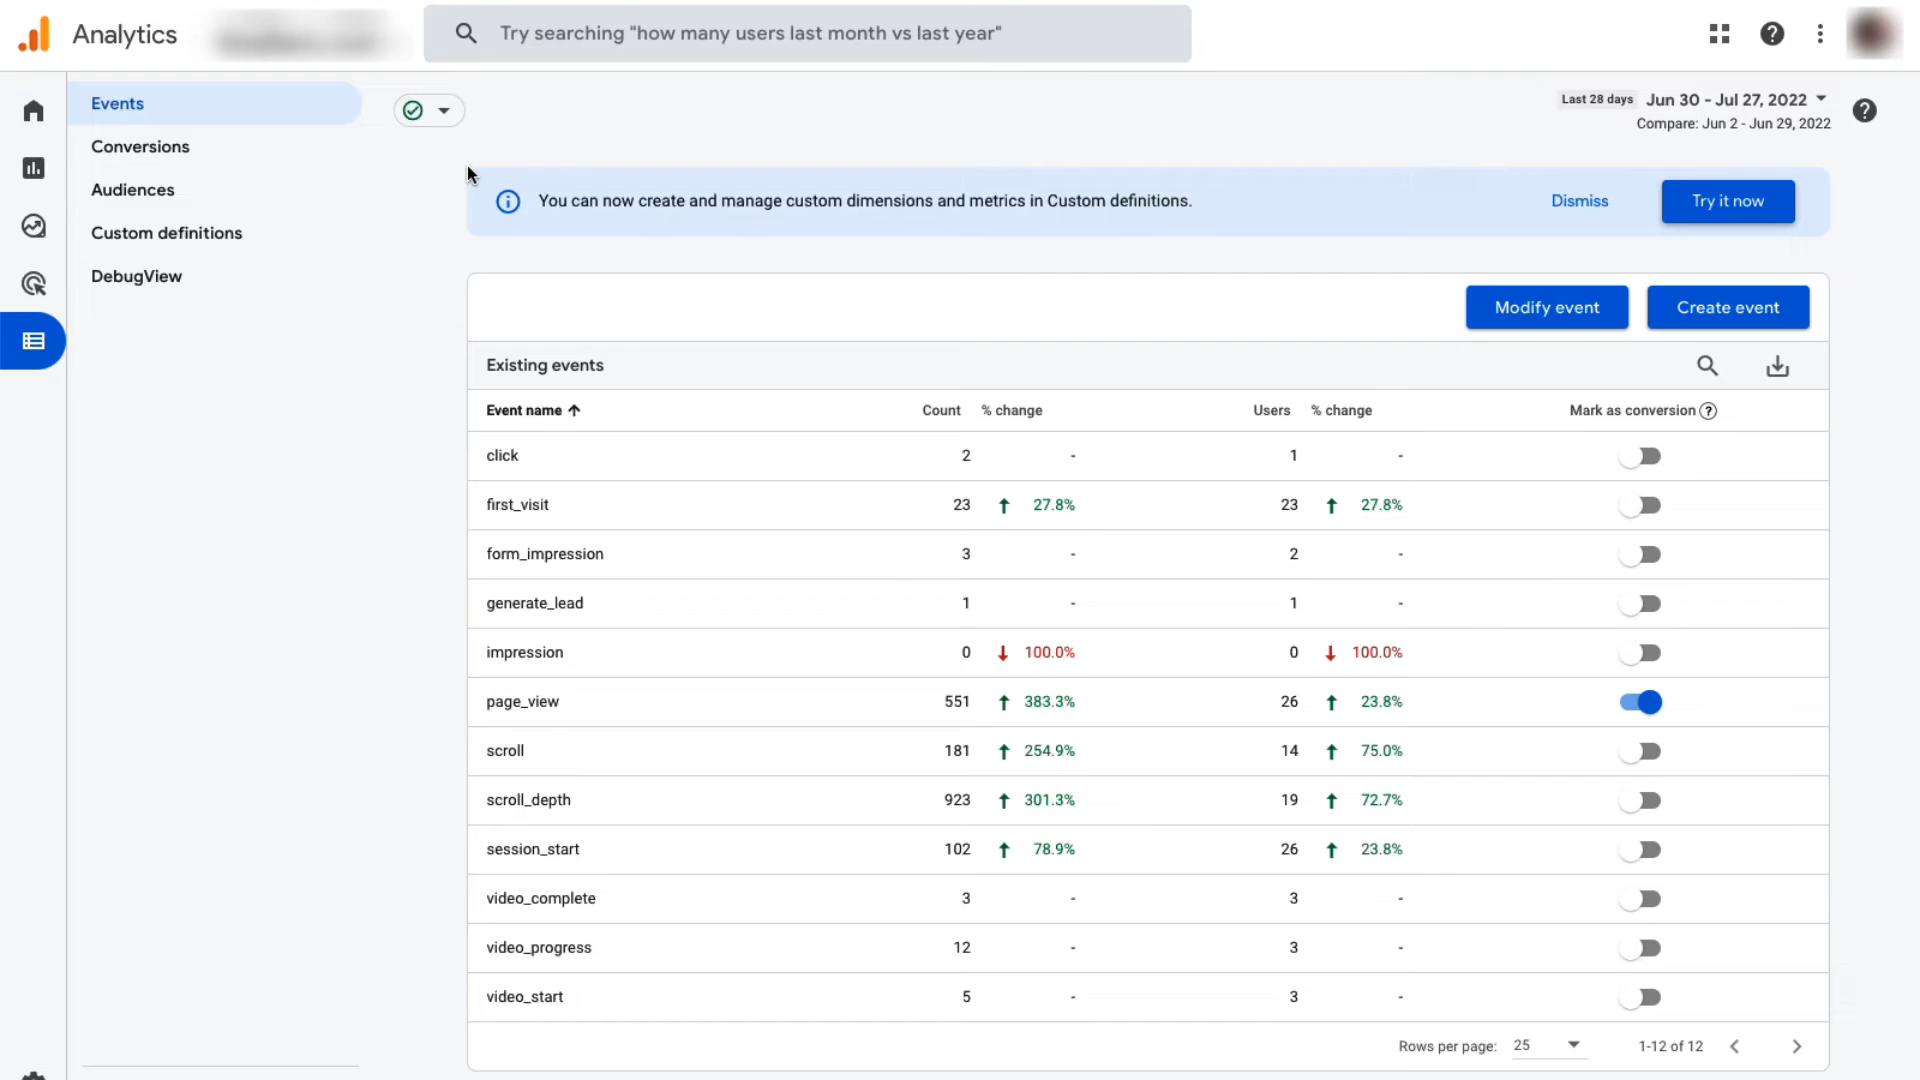 Analytics
Try searching "how many users last month vs last year"
Events
Conversions
Audiences
Custom definitions
DebugView
Last 28 days Jun 30 - Jul 27, 2022
Compare: Jun 2 - Jun 29, 2022
You can now create and manage custom dimensions and metrics in Custom definitions.
Dismiss
Try it now
Modify event
Create event
Existing events
Event name Count % change Users % change Mark as conversion
click 2 - 1 -
first_visit 23 27.8% 23 27.8%
form_impression 3 - 2 -
generate_lead 1 - 1 -
impression 0 100.0% 0 100.0%
page_view 551 383.3% 26 23.8%
scroll 181 254.9% 14 75.0%
scroll_depth 923 301.3% 19 72.7%
session_start 102 78.9% 26 23.8%
video_complete 3 - 3 -
video_progress 12 - 3 -
video_start 5 - 3 -
Rows per page: 25 1-12 of 12